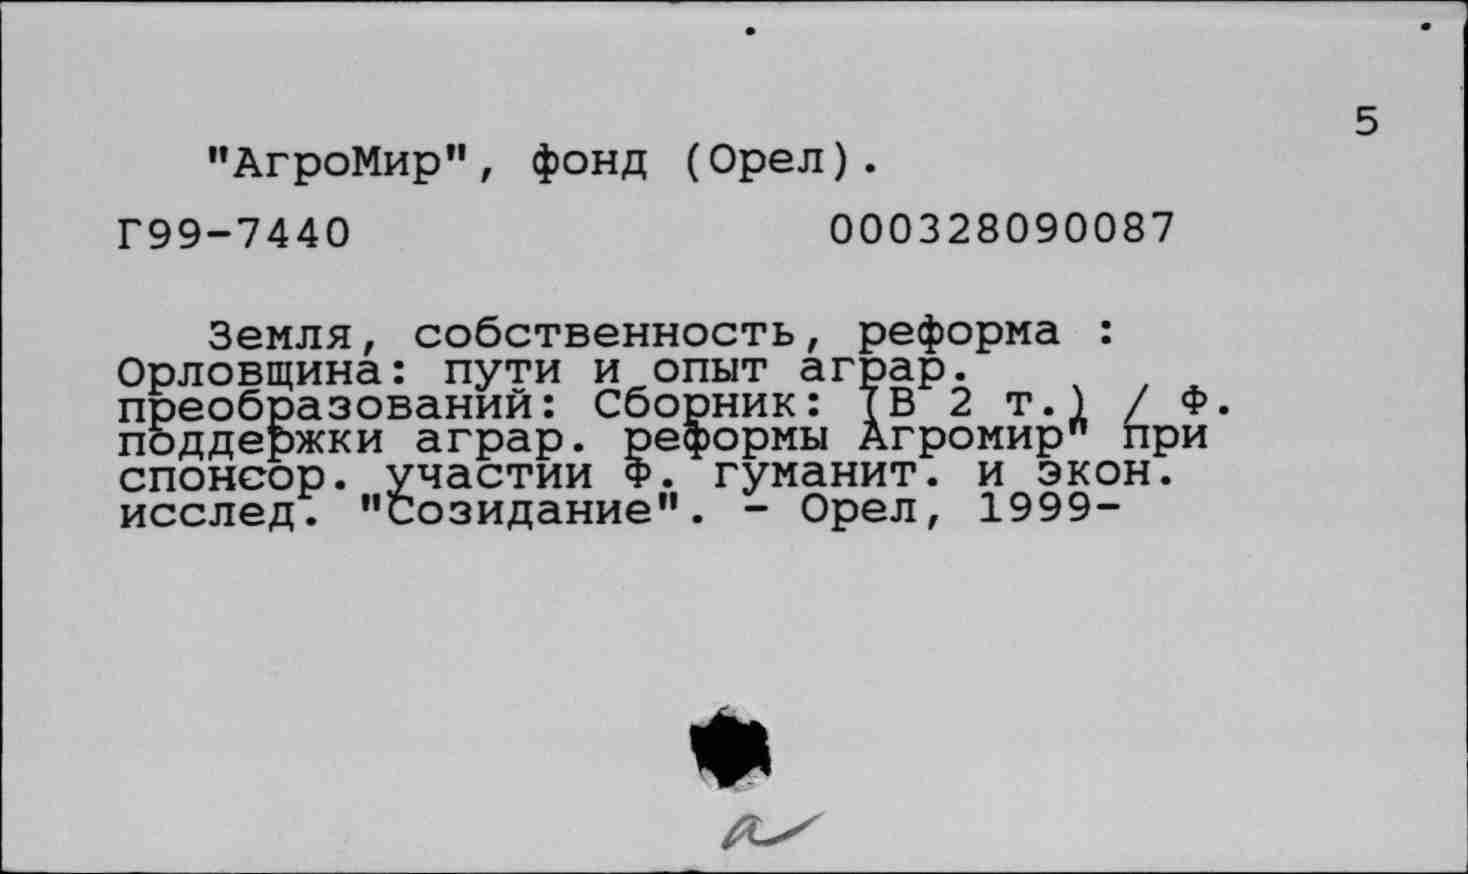 5
"АгроМир", фонд (Орел).
Г99-7440 000328090087
Земля, собственность, реформа :
Орловщина: пути и опыт аграр.
преобразований: Сборник: [В 2 т.] / Ф.
поддержки аграр. реформы Агромир" при
спонсор. участии Ф. гуманит. и экон.
исслед. "Созидание". - Орел, 1999-